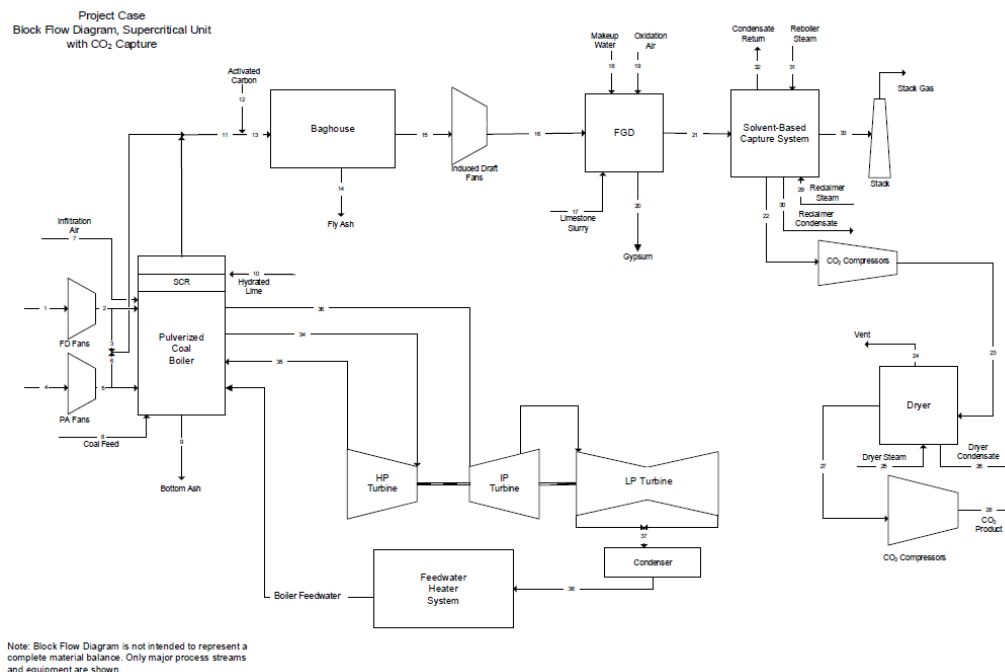 Project Case
Block Flow Diagram, Supercritical Unit
with CO₂ Capture
Activated
Carbon
12
11
13
Baghouse
15
14
Fly Ash
Induced Draft
Fans
16
Makeup
Water
18
Oxidation
Air
19
FGD
17
Limestone
Slurry
20
Gypsum
21
Condensate
Return
32
Reboiler
Steam
31
Solvent-Based
Capture System
33
Stack Gas
Stack
29
Reclaimer
Steam
30
Reclaimer
Condensate
22
CO₂ Compressors
23
Infiltration
Air
7
SCR
10
Hydrated
Lime
1
2
FD Fans
3
6
4
5
PA Fans
Pulverized
Coal
Boiler
8
Coal Feed
9
Bottom Ash
36
34
35
HP
Turbine
IP
Turbine
LP Turbine
37
Condenser
38
Feedwater
Heater
System
Boiler Feedwater
Vent
24
Dryer
Dryer Steam
25
Dryer
Condensate
26
27
CO₂ Compressors
28
CO₂
Product
Note: Block Flow Diagram is not intended to represent a
complete material balance. Only major process streams
and equipment are shown.